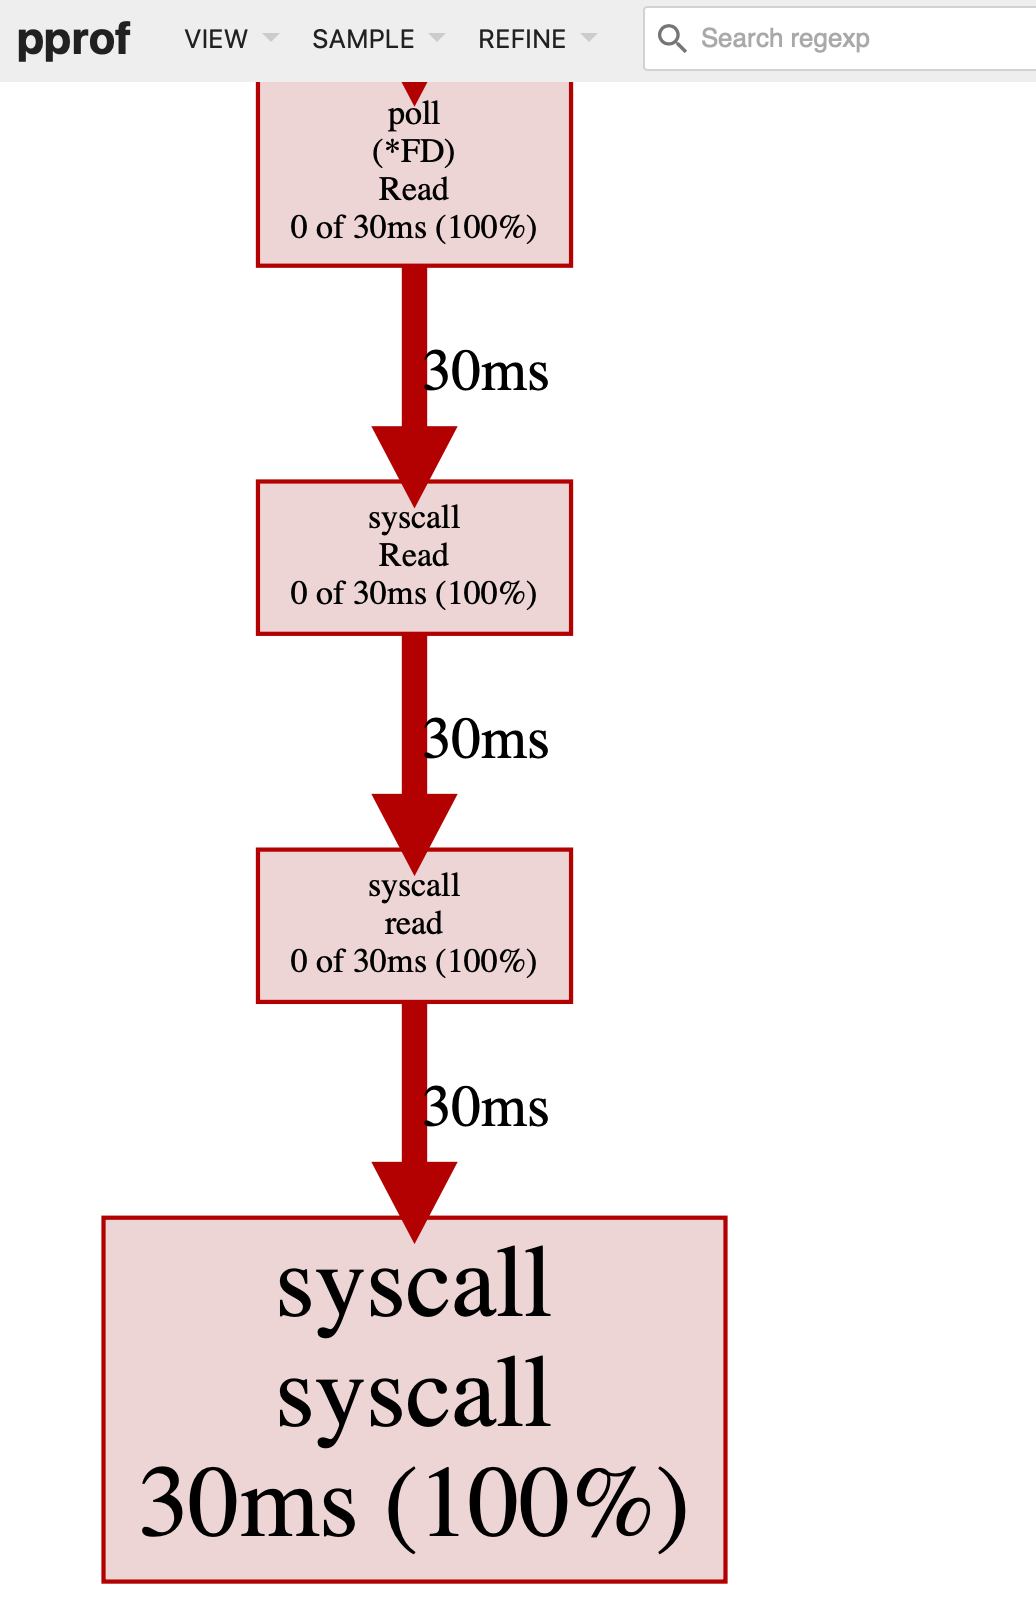 pprof VIEW SAMPLE REFINE Search regexp
poll
(*FD)
Read
0 of 30ms (100%)
30ms
syscall
Read
0 of 30ms (100%)
30ms
syscall
read
0 of 30ms (100%)
30ms
syscall
syscall
30ms (100%)